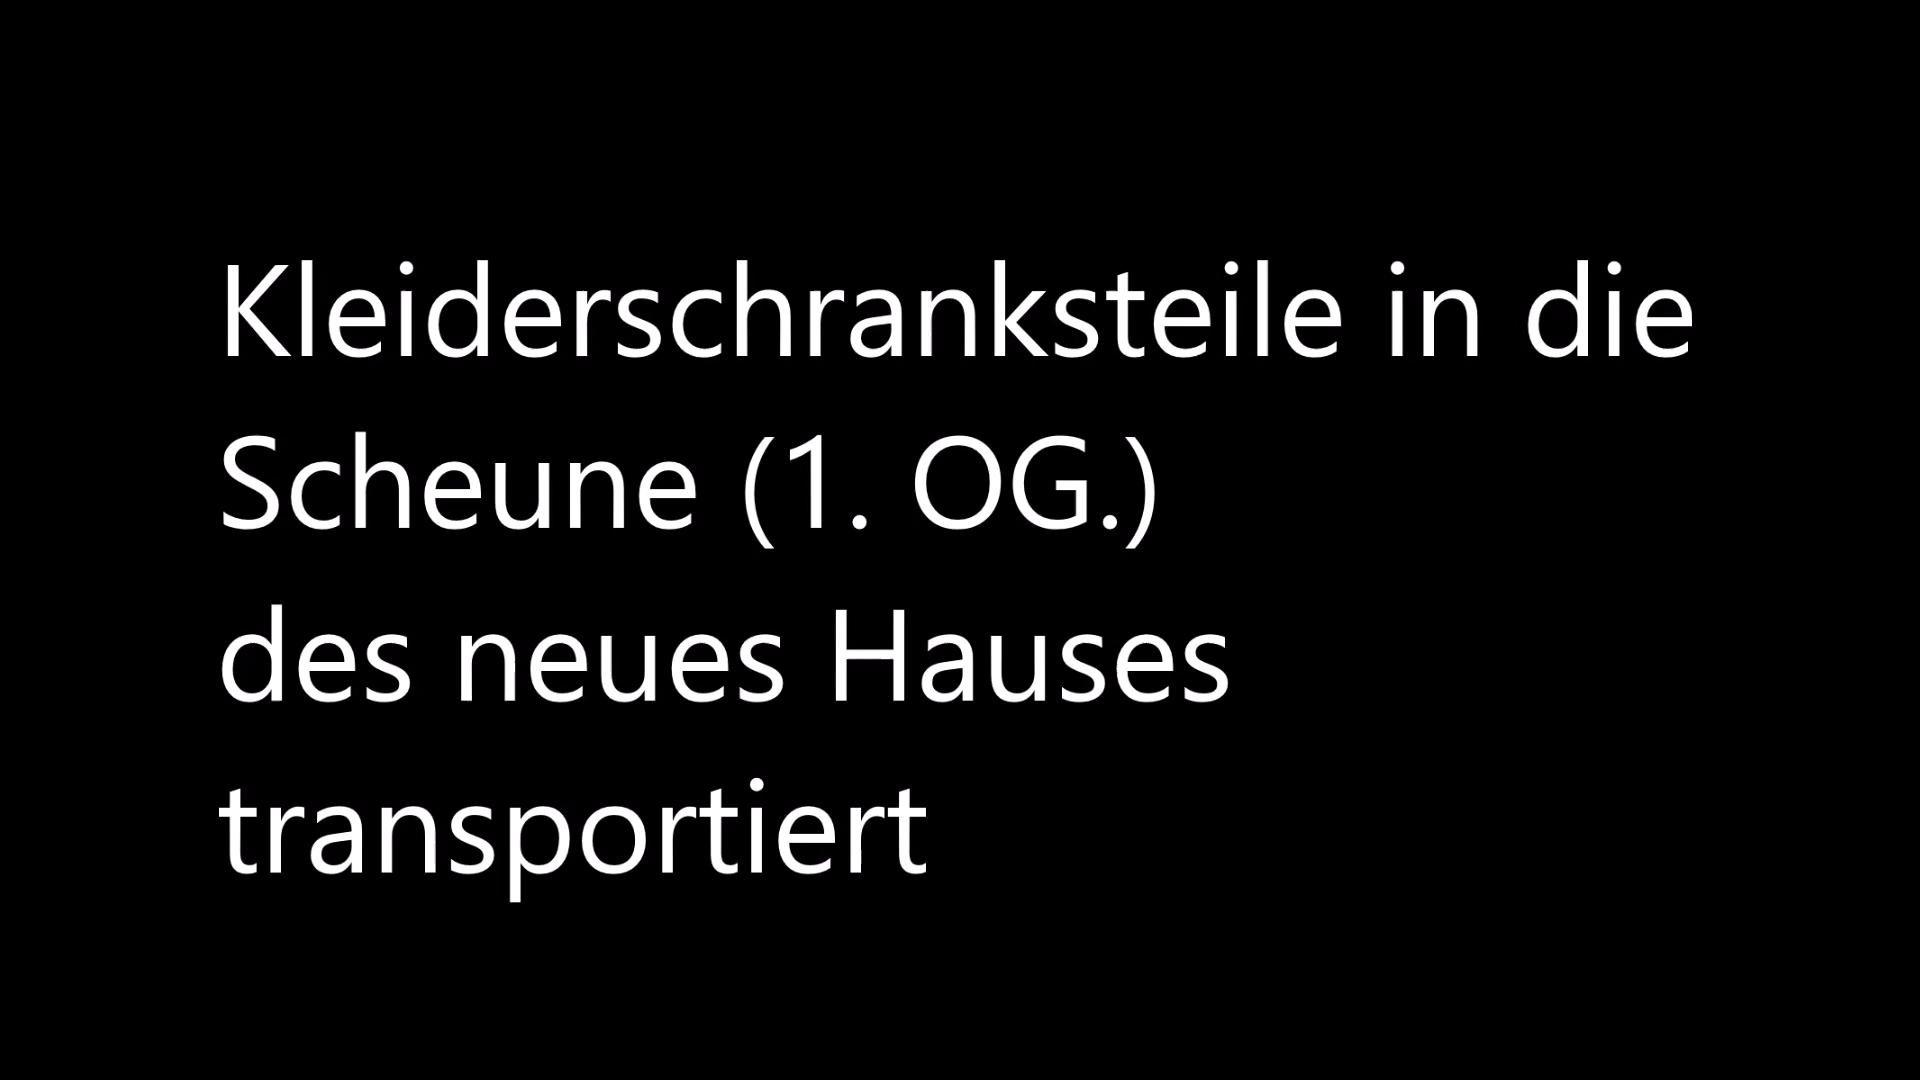 Kleiderschranksteile in die
Scheune (1. OG.)
des neues Hauses
transportiert